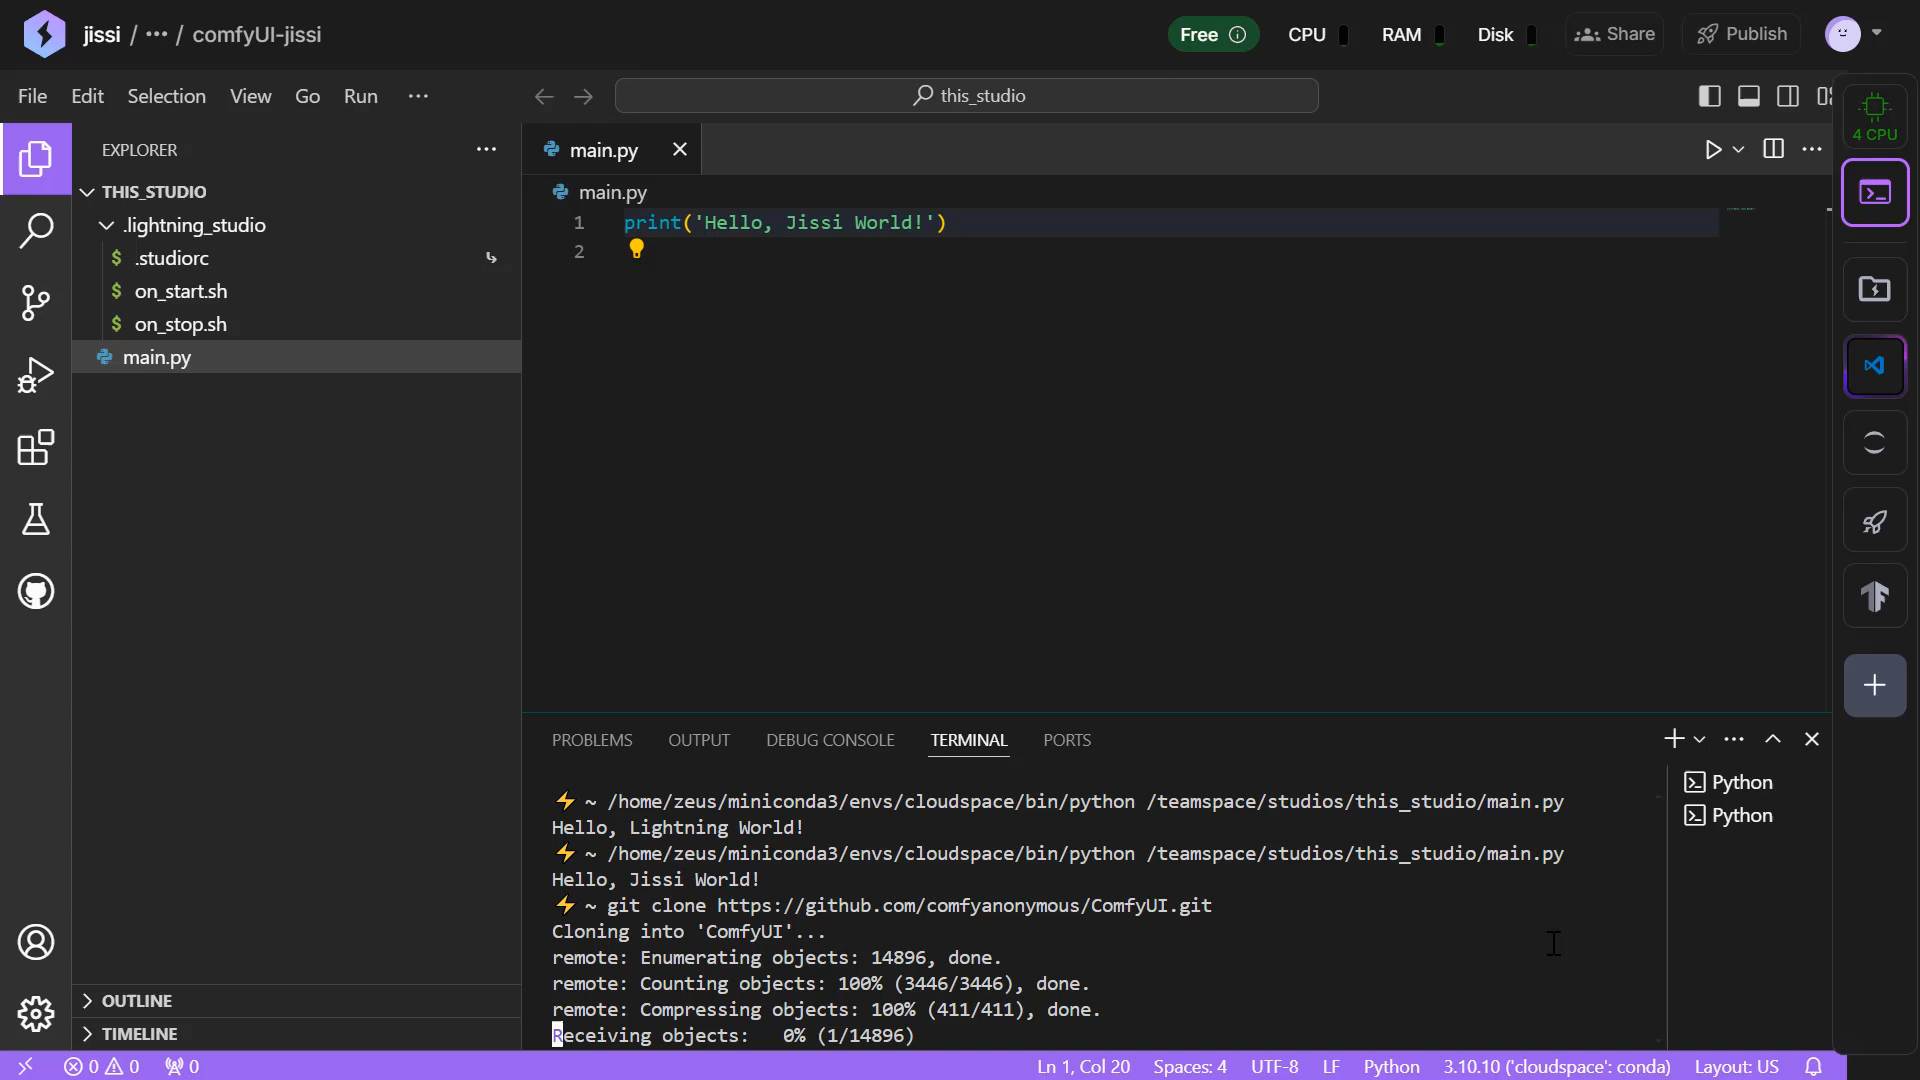 jissi / ··· / comfyUI-jissi
Free CPU RAM Disk Share Publish
File Edit Selection View Go Run ···
this_studio
4 CPU
EXPLORER
THIS_STUDIO
.lightning_studio
$ .studiorc
$ on_start.sh
$ on_stop.sh
main.py
OUTLINE
TIMELINE
main.py
main.py
1 print('Hello, Jissi World!')
2
PROBLEMS OUTPUT DEBUG CONSOLE TERMINAL PORTS
Python
Python
⚡ ~ /home/zeus/miniconda3/envs/cloudspace/bin/python /teamspace/studios/this_studio/main.py
Hello, Lightning World!
⚡ ~ /home/zeus/miniconda3/envs/cloudspace/bin/python /teamspace/studios/this_studio/main.py
Hello, Jissi World!
⚡ ~ git clone https://github.com/comfyanonymous/ComfyUI.git
Cloning into 'ComfyUI'...
remote: Enumerating objects: 14896, done.
remote: Counting objects: 100% (3446/3446), done.
remote: Compressing objects: 100% (411/411), done.
Receiving objects:   0% (1/14896)
0 0 0 Ln 1, Col 20 Spaces: 4 UTF-8 LF Python 3.10.10 ('cloudspace': conda) Layout: US